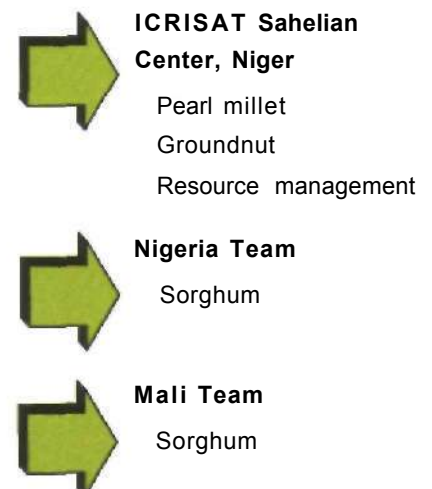 ICRISAT Sahelian
Center, Niger
Pearl millet
Groundnut
Resource management
Nigeria Team
Sorghum
Mali Team
Sorghum